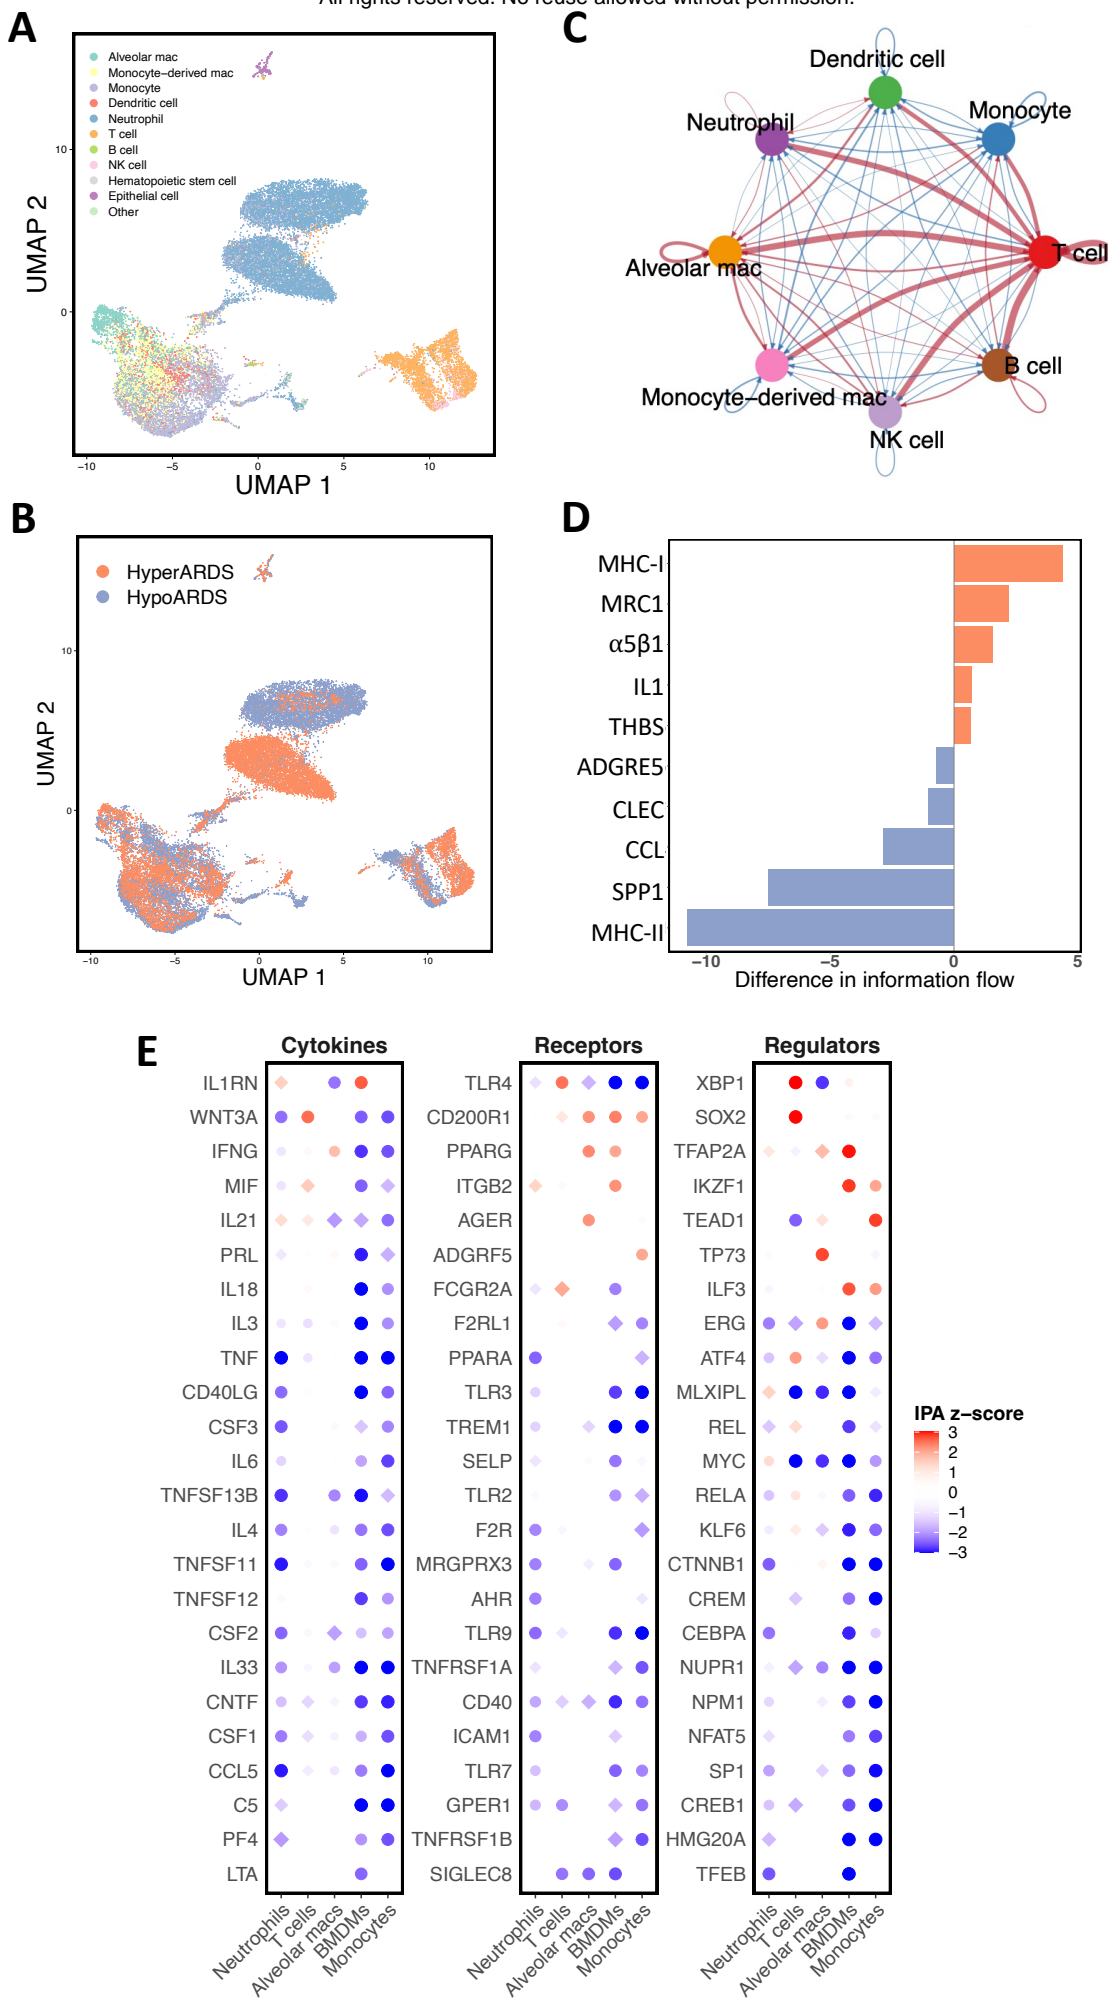 All rights reserved. No reuse allowed without permission.
A
Alveolar mac
Monocyte-derived mac
Monocyte
Dendritic cell
Neutrophil
T cell
B cell
NK cell
Hematopoietic stem cell
Epithelial cell
Other
10
0
UMAP 2
−10
−5
0
5
10
UMAP 1
C
Dendritic cell
Neutrophil
Monocyte
Alveolar mac
T cell
Monocyte−derived mac
B cell
NK cell
B
HyperARDS
HypoARDS
10
0
UMAP 2
−10
−5
0
5
10
UMAP 1
D
MHC-I
MRC1
α5β1
IL1
THBS
ADGRE5
CLEC
CCL
SPP1
MHC-II
−10
−5
0
5
Difference in information flow
E
Cytokines
IL1RN
WNT3A
IFNG
MIF
IL21
PRL
IL18
IL3
TNF
CD40LG
CSF3
IL6
TNFSF13B
IL4
TNFSF11
TNFSF12
CSF2
IL33
CNTF
CSF1
CCL5
C5
PF4
LTA
Neutrophils
T cells
Alveolar macs
BMDMs
Monocytes
Receptors
TLR4
CD200R1
PPARG
ITGB2
AGER
ADGRF5
FCGR2A
F2RL1
PPARA
TLR3
TREM1
SELP
TLR2
F2R
MRGPRX3
AHR
TLR9
TNFRSF1A
CD40
ICAM1
TLR7
GPER1
TNFRSF1B
SIGLEC8
Neutrophils
T cells
Alveolar macs
BMDMs
Monocytes
Regulators
XBP1
SOX2
TFAP2A
IKZF1
TEAD1
TP73
ILF3
ERG
ATF4
MLXIPL
REL
MYC
RELA
KLF6
CTNNB1
CREM
CEBPA
NUPR1
NPM1
NFAT5
SP1
CREB1
HMG20A
TFEB
Neutrophils
T cells
Alveolar macs
BMDMs
Monocytes
IPA z−score
3
2
1
0
−1
−2
−3